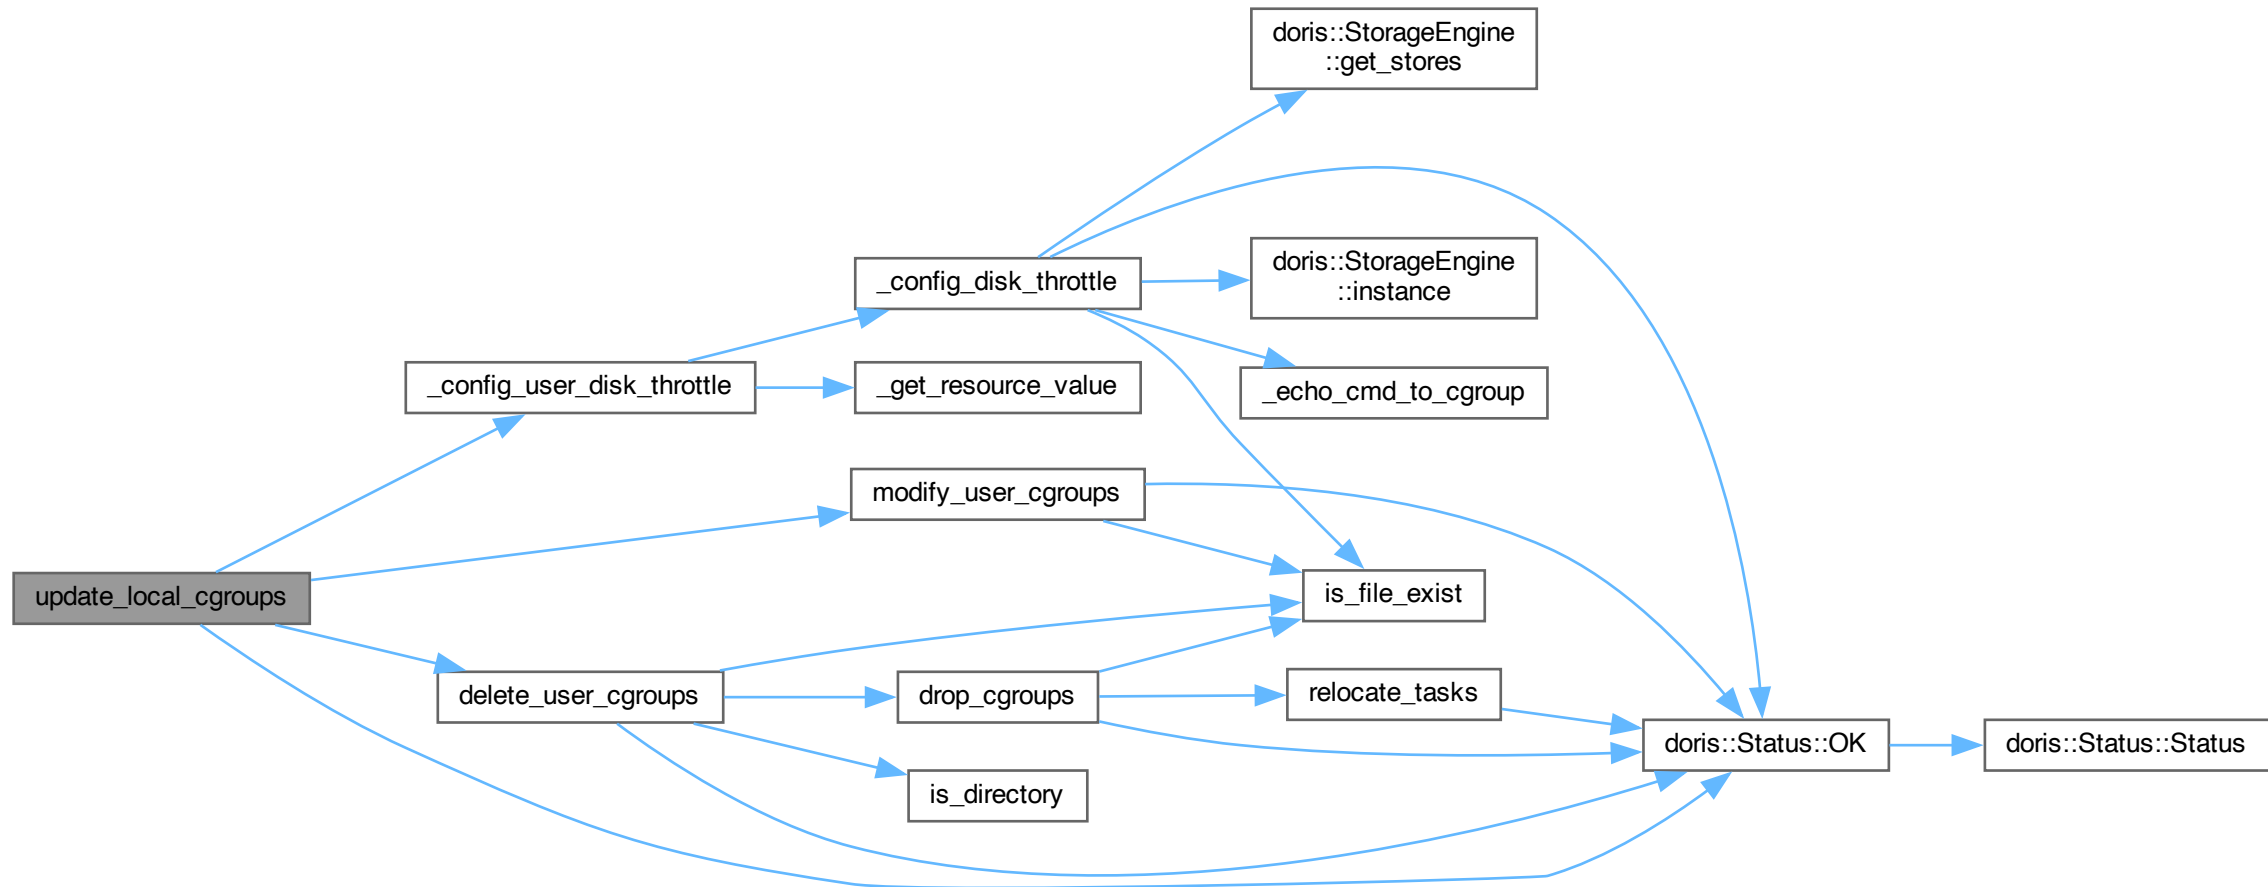 doris::StorageEngine
::get_stores
_config_disk_throttle
doris::StorageEngine
::instance
_config_user_disk_throttle
_get_resource_value
_echo_cmd_to_cgroup
modify_user_cgroups
update_local_cgroups
is_file_exist
delete_user_cgroups
drop_cgroups
relocate_tasks
doris::Status::OK
doris::Status::Status
is_directory